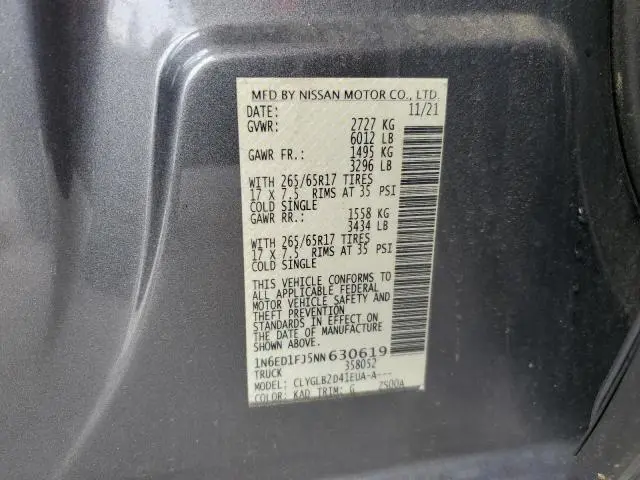 MFD BY NISSAN MOTOR CO., LTD.
DATE: 11/21
GVWR: 2727 KG
6012 LB
GAWR FR.: 1495 KG
3296 LB
WITH 265/65R17 TIRES
17 X 7.5 RIMS AT 35 PSI
COLD SINGLE
GAWR RR.: 1558 KG
3434 LB
WITH 265/65R17 TIRES
17 X 7.5 RIMS AT 35 PSI
COLD SINGLE
THIS VEHICLE CONFORMS TO
ALL APPLICABLE FEDERAL
MOTOR VEHICLE SAFETY AND
THEFT PREVENTION
STANDARDS IN EFFECT ON
THE DATE OF MANUFACTURE
SHOWN ABOVE.
1N6ED1FJ5NN630619
TRUCK 358052
MODEL: CLYGLB2D41EUA-A---
COLOR: KAD TRIM: G ZS00A